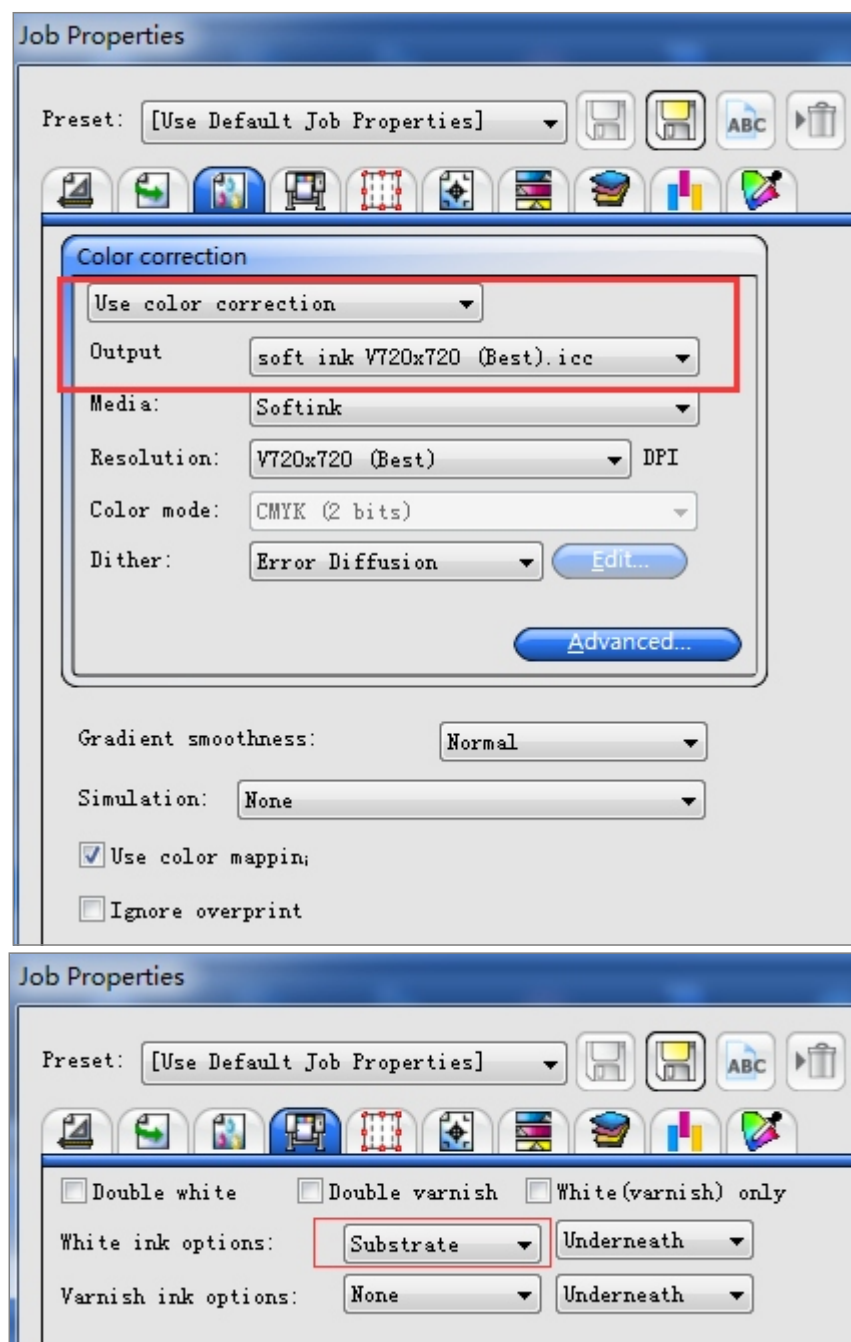 Job Properties
Preset: [Use Default Job Properties] ABC
Color correction
Use color correction
Output soft ink V720x720 (Best).icc
Media: Softink
Resolution: V720x720 (Best) DPI
Color mode: CMYK (2 bits)
Dither: Error Diffusion Edit...
Advanced...
Gradient smoothness: Normal
Simulation: None
Use color mappin
Ignore overprint
Job Properties
Preset: [Use Default Job Properties] ABC
Double white Double varnish White(varnish) only
White ink options: Substrate Underneath
Varnish ink options: None Underneath